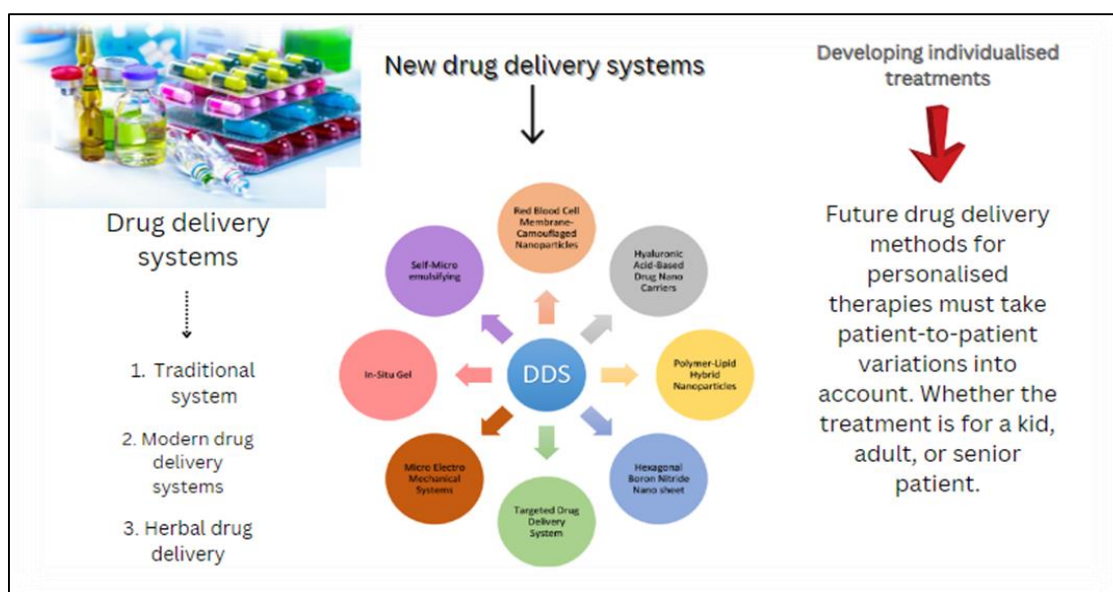 Drug delivery
systems
1. Traditional
system
2. Modern drug
delivery
systems
3. Herbal drug
delivery
New drug delivery systems
Red Blood Cell
Membrane-
Camouflaged
Nanoparticles
Hyaluronic
Acid-Based
Drug Nano
Carriers
Polymer-Lipid
Hybrid
Nanoparticles
Hexagonal
Boron Nitride
Nano sheet
Targeted Drug
Delivery
System
Micro Electro
Mechanical
Systems
In-Situ Gel
Self-Micro
emulsifying
DDS
Developing individualised
treatments
Future drug delivery
methods for
personalised
therapies must take
patient-to-patient
variations into
account. Whether the
treatment is for a kid,
adult, or senior
patient.